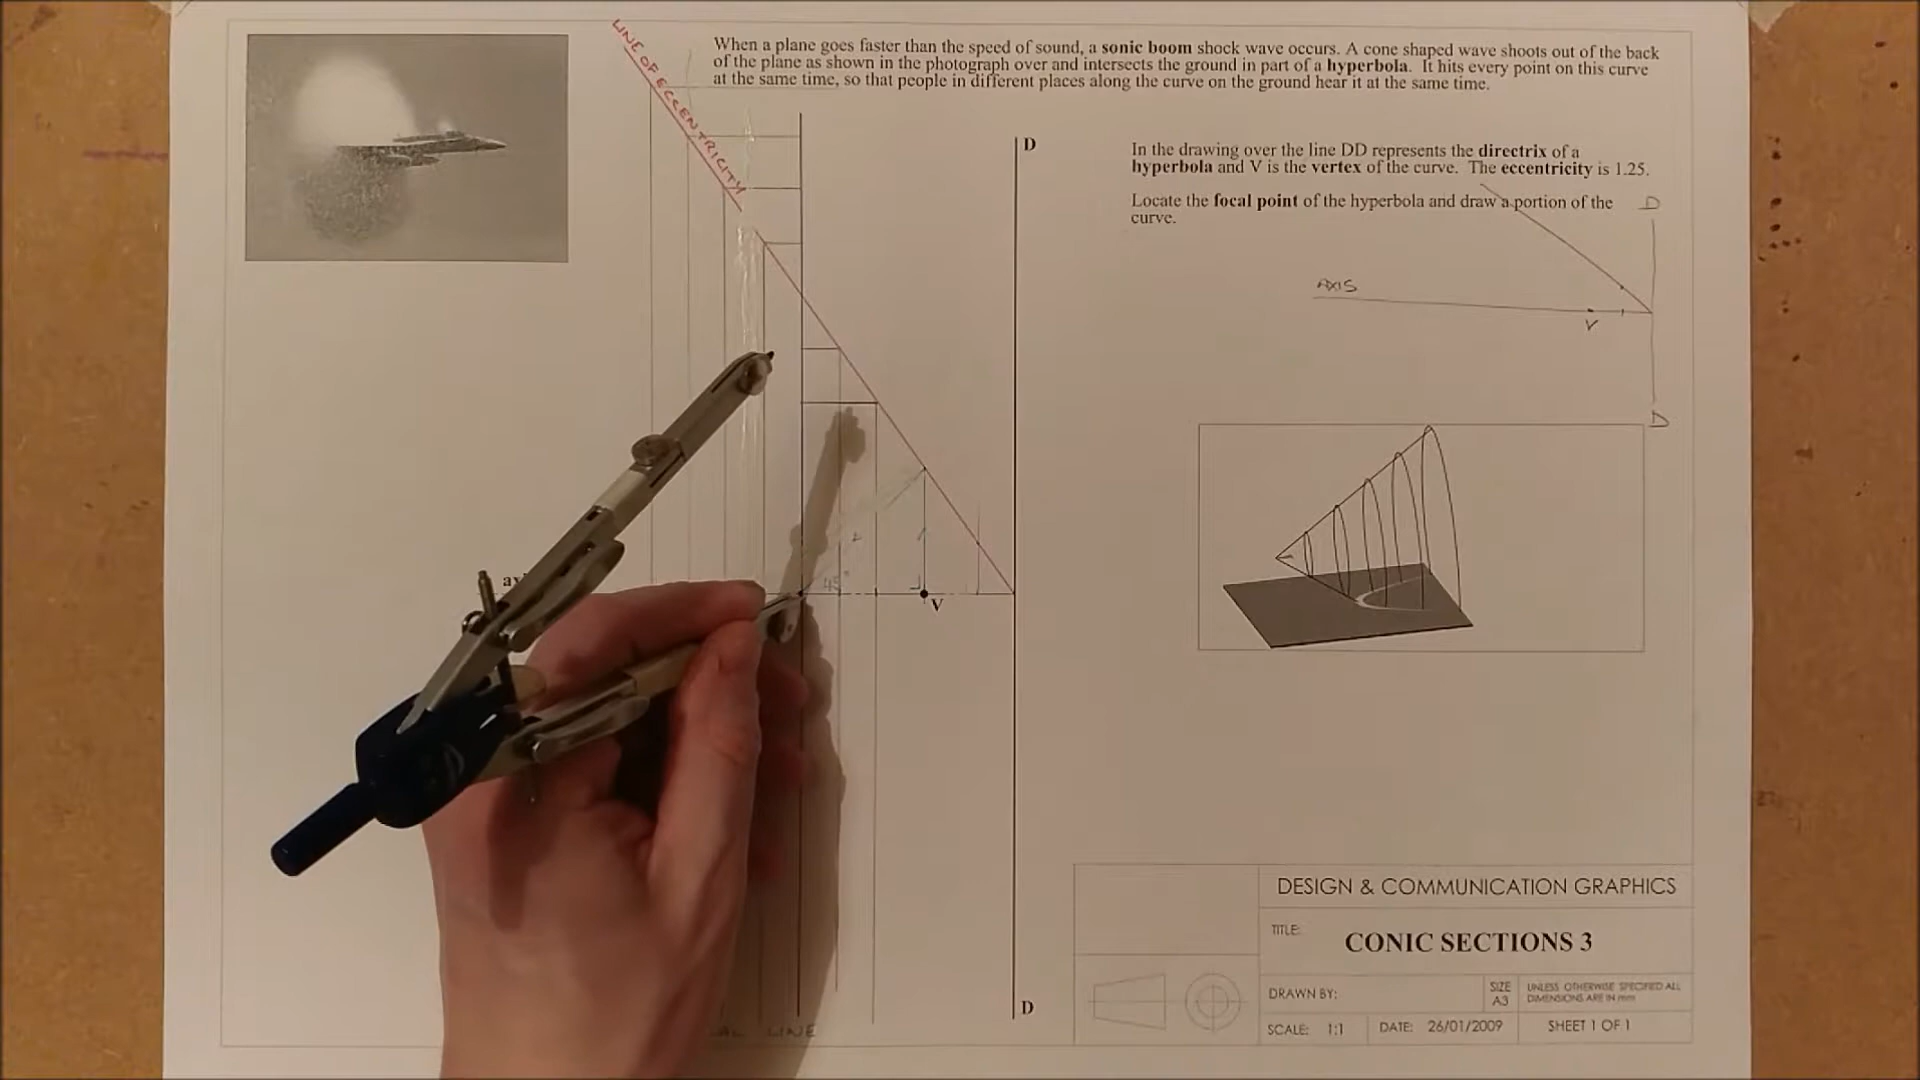 LINE OF ECCENTRICITY
When a plane goes faster than the speed of sound, a sonic boom shock wave occurs. A cone shaped wave shoots out of the back
of the plane as shown in the photograph over and intersects the ground in part of a hyperbola. It hits every point on this curve
at the same time, so that people in different places along the curve on the ground hear it at the same time.
D
In the drawing over the line DD represents the directrix of a
hyperbola and V is the vertex of the curve. The eccentricity is 1.25.
Locate the focal point of the hyperbola and draw a portion of the
curve.
D
AXIS
V
D
45°
V
D
LINE
DESIGN & COMMUNICATION GRAPHICS
TITLE:
CONIC SECTIONS 3
DRAWN BY:
SIZE
A3
UNLESS OTHERWISE SPECIFIED ALL
DIMENSIONS ARE IN mm
SCALE: 1:1
DATE: 26/01/2009
SHEET 1 OF 1